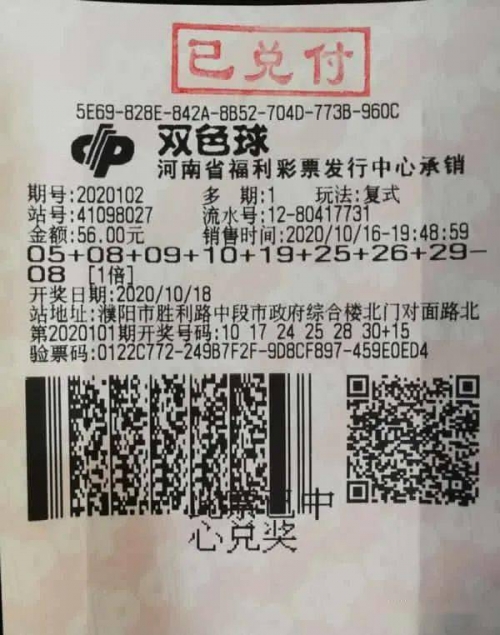 已兑付
5E69-828E-842A-8B52-704D-773B-960C
双色球
河南省福利彩票发行中心承销
期号:2020102 多 期:1 玩法:复式
站号:41098027 流水号:12-80417731
金额:56.00元 销售时间:2020/10/16-19:48:59
05+08+09+10+19+25+26+29-
08 [1倍]
开奖日期:2020/10/18
站地址:濮阳市胜利路中段市政府综合楼北门对面路北
第2020101期开奖号码:10 17 24 25 28 30+15
验票码:0122C772-249B7F2F-9D8CF897-459E0ED4
此票已中
心兑奖